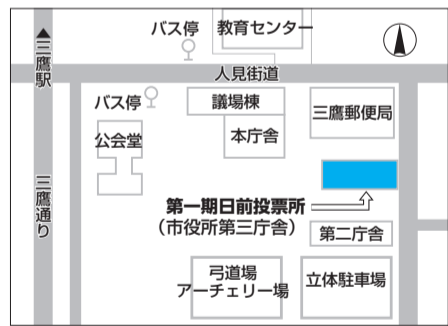 バス停
教育センター
▲三鷹駅
人見街道
バス停
議場棟
三鷹郵便局
本庁舎
公会堂
三鷹通り
第一期日前投票所
（市役所第三庁舎）
第二庁舎
弓道場
アーチェリー場
立体駐車場